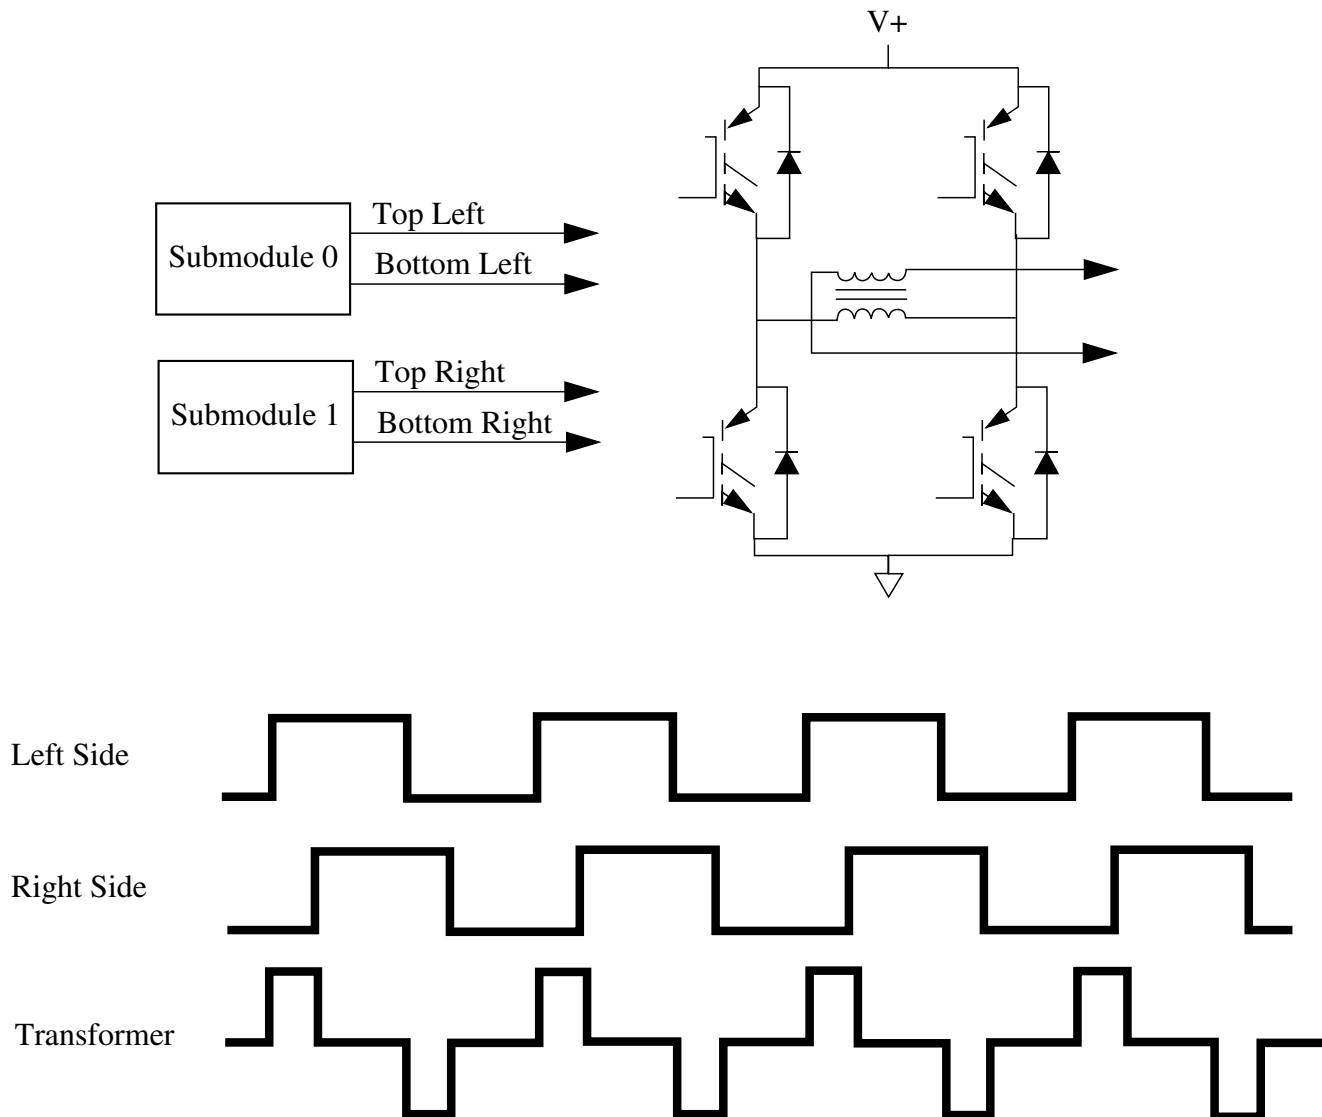 V+
Top Left
Submodule 0
Bottom Left
Top Right
Submodule 1
Bottom Right
Left Side
Right Side
Transformer